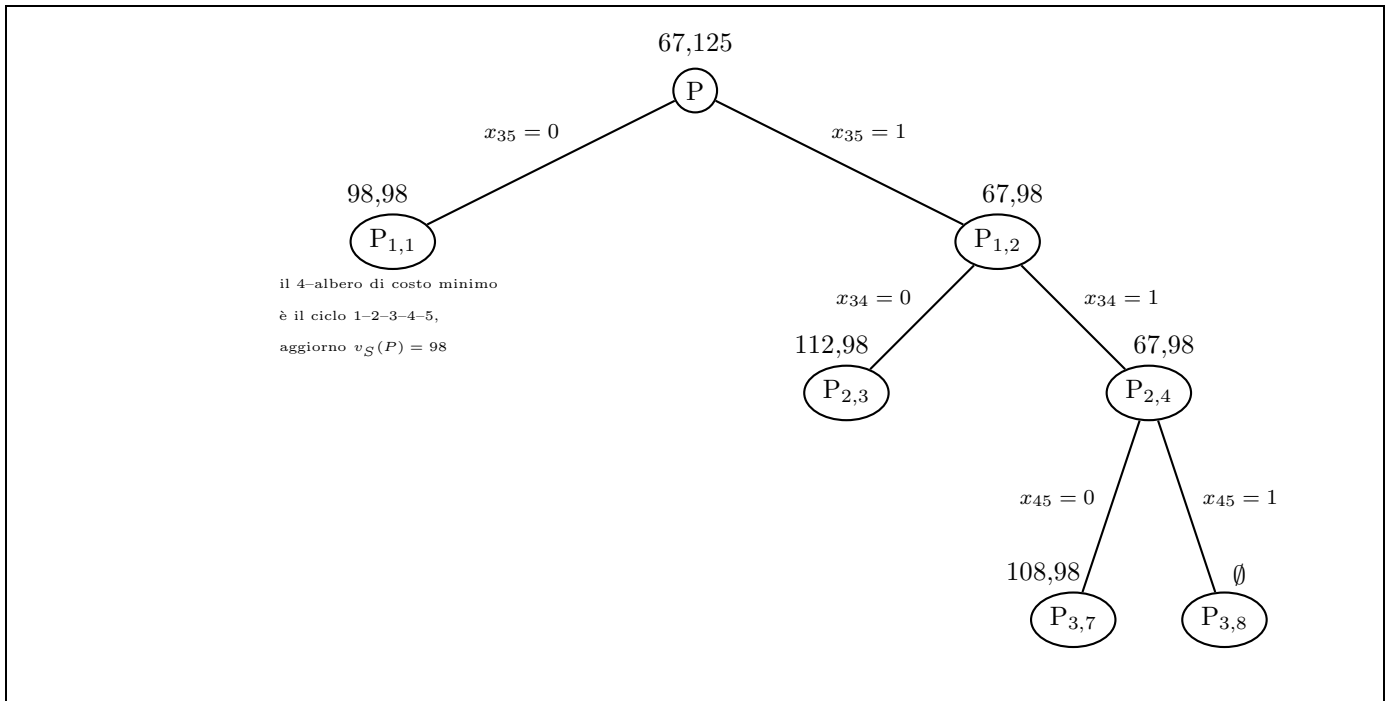 67,125
P
x35 = 0
x35 = 1
98,98
67,98
P1,1
P1,2
il 4–albero di costo minimo
è il ciclo 1–2–3–4–5,
aggiorno vS(P) = 98
x34 = 0
x34 = 1
112,98
67,98
P2,3
P2,4
x45 = 0
x45 = 1
108,98
∅
P3,7
P3,8